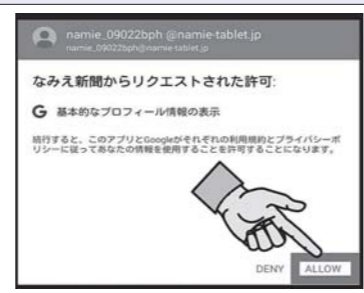 namie_09022bph @namie-tablet.jp
namie_09022bph@namie-tablet.jp
なみえ新聞からリクエストされた許可:
G 基本的なプロフィール情報の表示
続行すると、このアプリとGoogleがそれぞれの利用規約とプライバシーポ
リシーに従ってあなたの情報を使用することを許可することになります。
DENY ALLOW